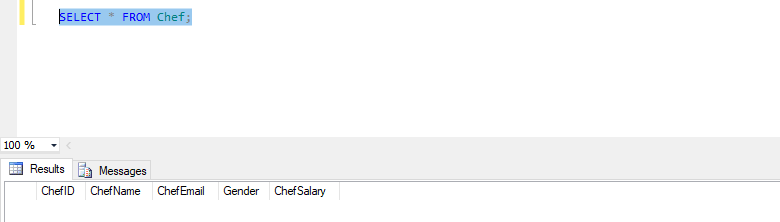 SELECT * FROM Chef;
100 %
Results Messages
ChefID ChefName ChefEmail Gender ChefSalary